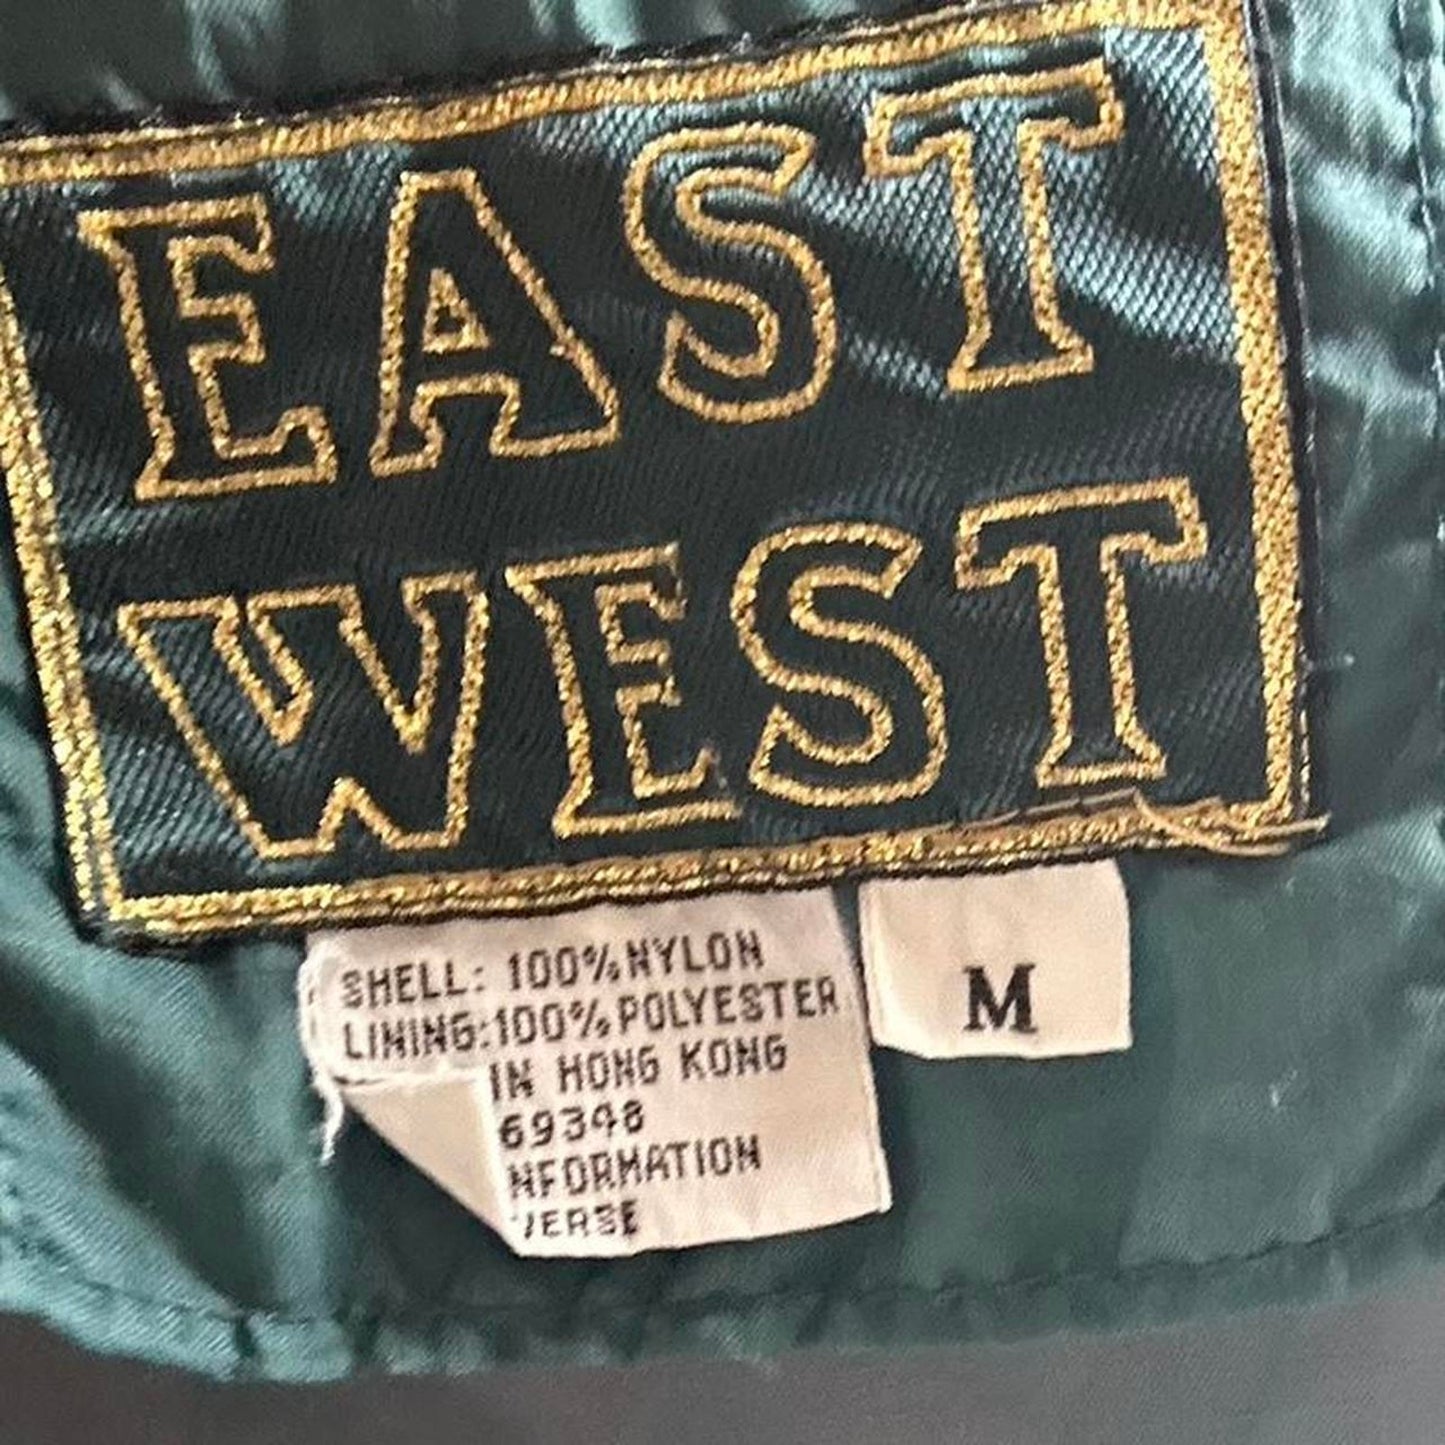 EAST
WEST
SHELL: 100% NYLON
LINING: 100% POLYESTER
IN HONG KONG
69348
NFORMATION
VERSE
M